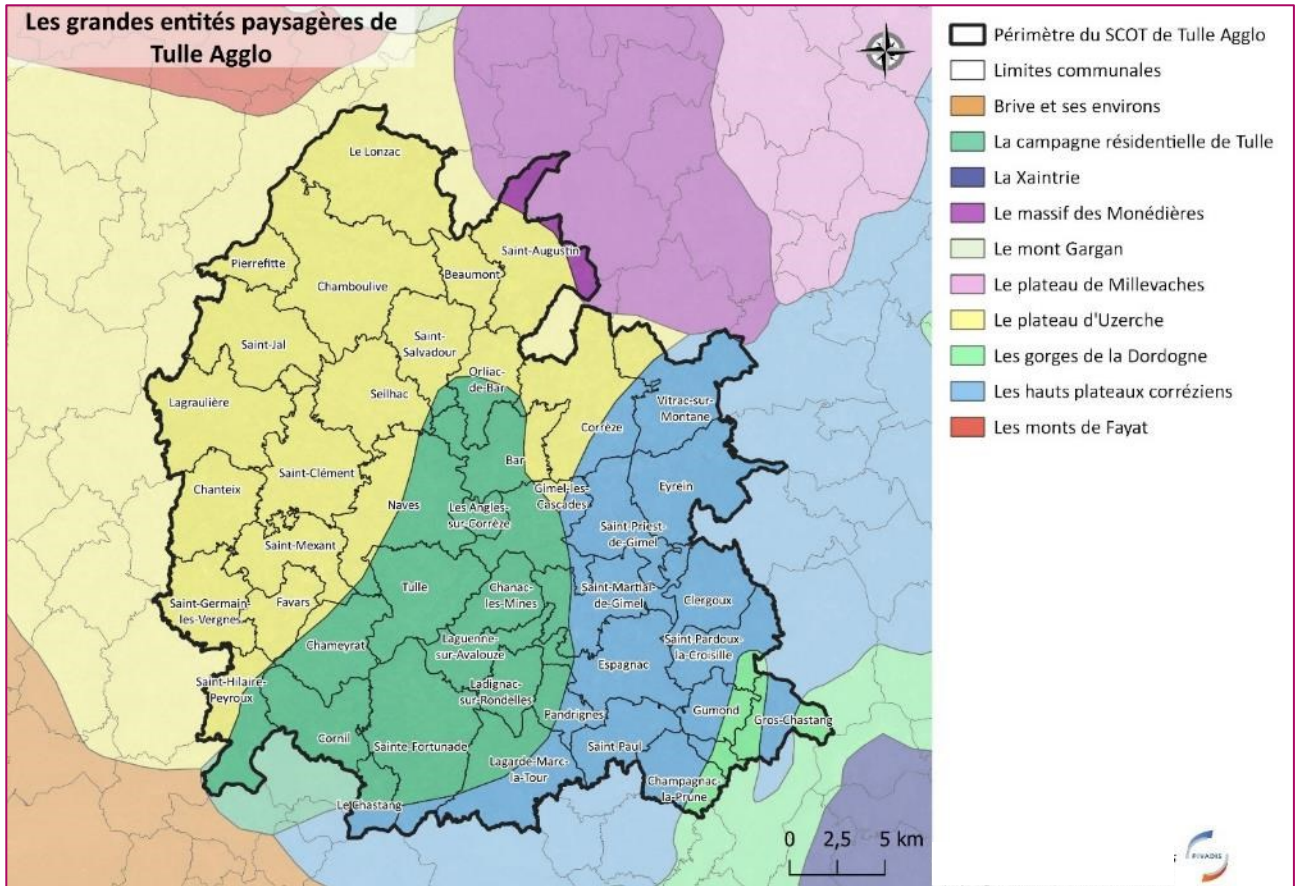 Les grandes entités paysagères de
Tulle Agglo
Le Lonzac
Pierrefitte
Chamboulive
Beaumont
Saint-Augustin
Saint-Jal
Saint-
Salvadour
Orliac-
de-Bar
Lagraulière
Seilhac
Corrèze
Vitrac-sur-
Montane
Bar
Saint-Clément
Chanteix
Naves
Les Angles-
sur-Corrèze
Gimel-les-
Cascades
Eyrein
Saint-Priest-
de-Gimel
Saint-Mexant
Tulle
Chanac-
les-Mines
Saint-Martial-
de-Gimel
Clergoux
Saint-Germain-
les-Vergnes
Favars
Chameyrat
Laguenne-
sur-Avalouze
Saint-Pardoux-
la-Croisille
Espagnac
Saint-Hilaire-
Peyroux
Ladignac-
sur-Rondelles
Pandrignes
Gumond
Gros-Chastang
Cornil
Sainte-Fortunade
Saint-Paul
Lagarde-Marc-
la-Tour
Champagnac-
la-Prune
Le Chastang
0 2,5 5 km
Périmètre du SCOT de Tulle Agglo
Limites communales
Brive et ses environs
La campagne résidentielle de Tulle
La Xaintrie
Le massif des Monédières
Le mont Gargan
Le plateau de Millevaches
Le plateau d'Uzerche
Les gorges de la Dordogne
Les hauts plateaux corréziens
Les monts de Fayat
PIVADIS